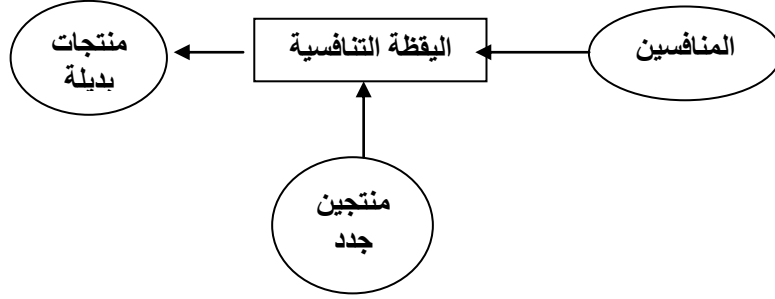 المنافسين
اليقظة التنافسية
منتجات
بديلة
منتجين
جدد